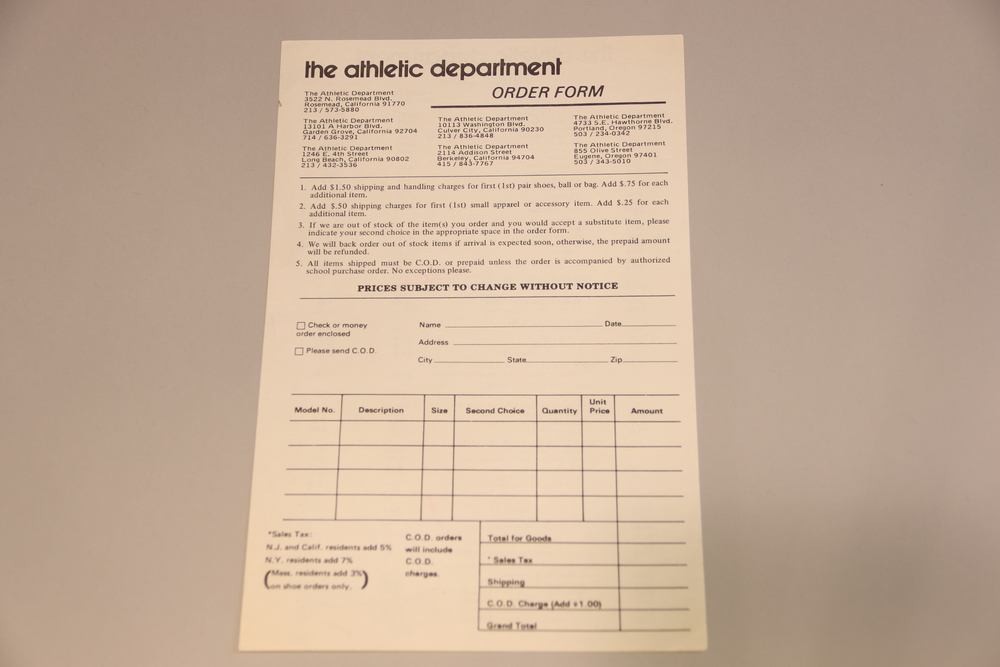 the athletic department
ORDER FORM
The Athletic Department
3522 N. Rosemead Blvd.
Rosemead, California 91770
213 / 573-5880
The Athletic Department
13101 A Harbor Blvd.
Garden Grove, California 92704
714 / 636-3291
The Athletic Department
1246 E. 4th Street
Long Beach, California 90802
213 / 432-3536
The Athletic Department
10113 Washington Blvd.
Culver City, California 90230
213 / 836-4848
The Athletic Department
2114 Addison Street
Berkeley, California 94704
415 / 843-7767
The Athletic Department
4733 S.E. Hawthorne Blvd.
Portland, Oregon 97215
503 / 234-0342
The Athletic Department
855 Olive Street
Eugene, Oregon 97401
503 / 343-5010
1. Add $1.50 shipping and handling charges for first (1st) pair shoes, ball or bag. Add $.75 for each
additional item.
2. Add $.50 shipping charges for first (1st) small apparel or accessory item. Add $.25 for each
additional item.
3. If we are out of stock of the item(s) you order and you would accept a substitute item, please
indicate your second choice in the appropriate space in the order form.
4. We will back order out of stock items if arrival is expected soon, otherwise, the prepaid amount
will be refunded.
5. All items shipped must be C.O.D. or prepaid unless the order is accompanied by authorized
school purchase order. No exceptions please.
PRICES SUBJECT TO CHANGE WITHOUT NOTICE
Check or money
order enclosed
Please send C.O.D.
Name Date
Address
City State Zip
Model No. Description Size Second Choice Quantity Unit Price Amount
*Sales Tax:
N.J. and Calif. residents add 5%
N.Y. residents add 7%
(Mass. residents add 3%
on shoe orders only.)
C.O.D. orders
will include
C.O.D.
charges.
Total for Goods
* Sales Tax
Shipping
C.O.D. Charge (Add $1.00)
Grand Total